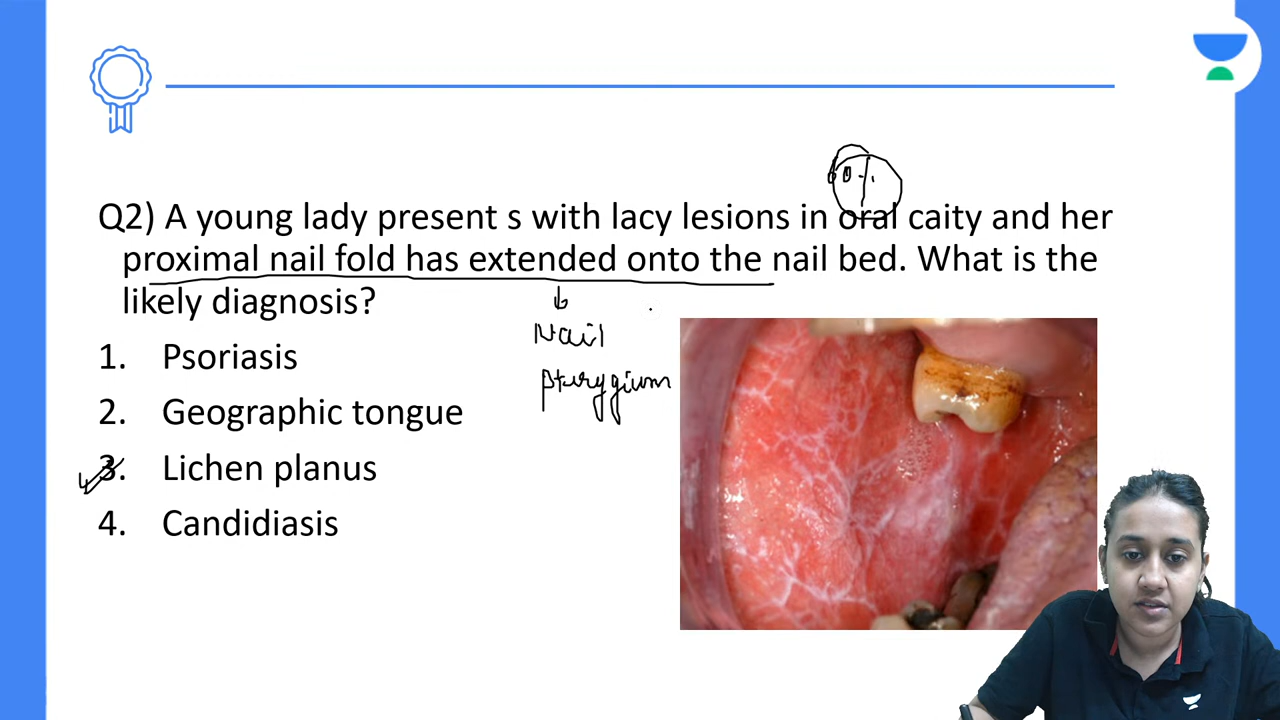 Q2) A young lady present s with lacy lesions in oral caity and her
proximal nail fold has extended onto the nail bed. What is the
likely diagnosis?
1. Psoriasis
2. Geographic tongue
3. Lichen planus
4. Candidiasis
Nail
pterygium